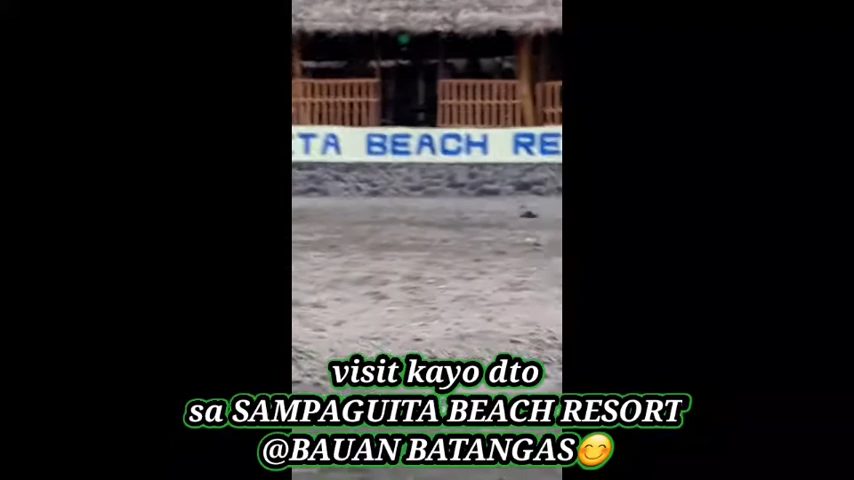 TA BEACH RE
visit kayo dto
sa SAMPAGUITA BEACH RESORT
@BAUAN BATANGAS😊